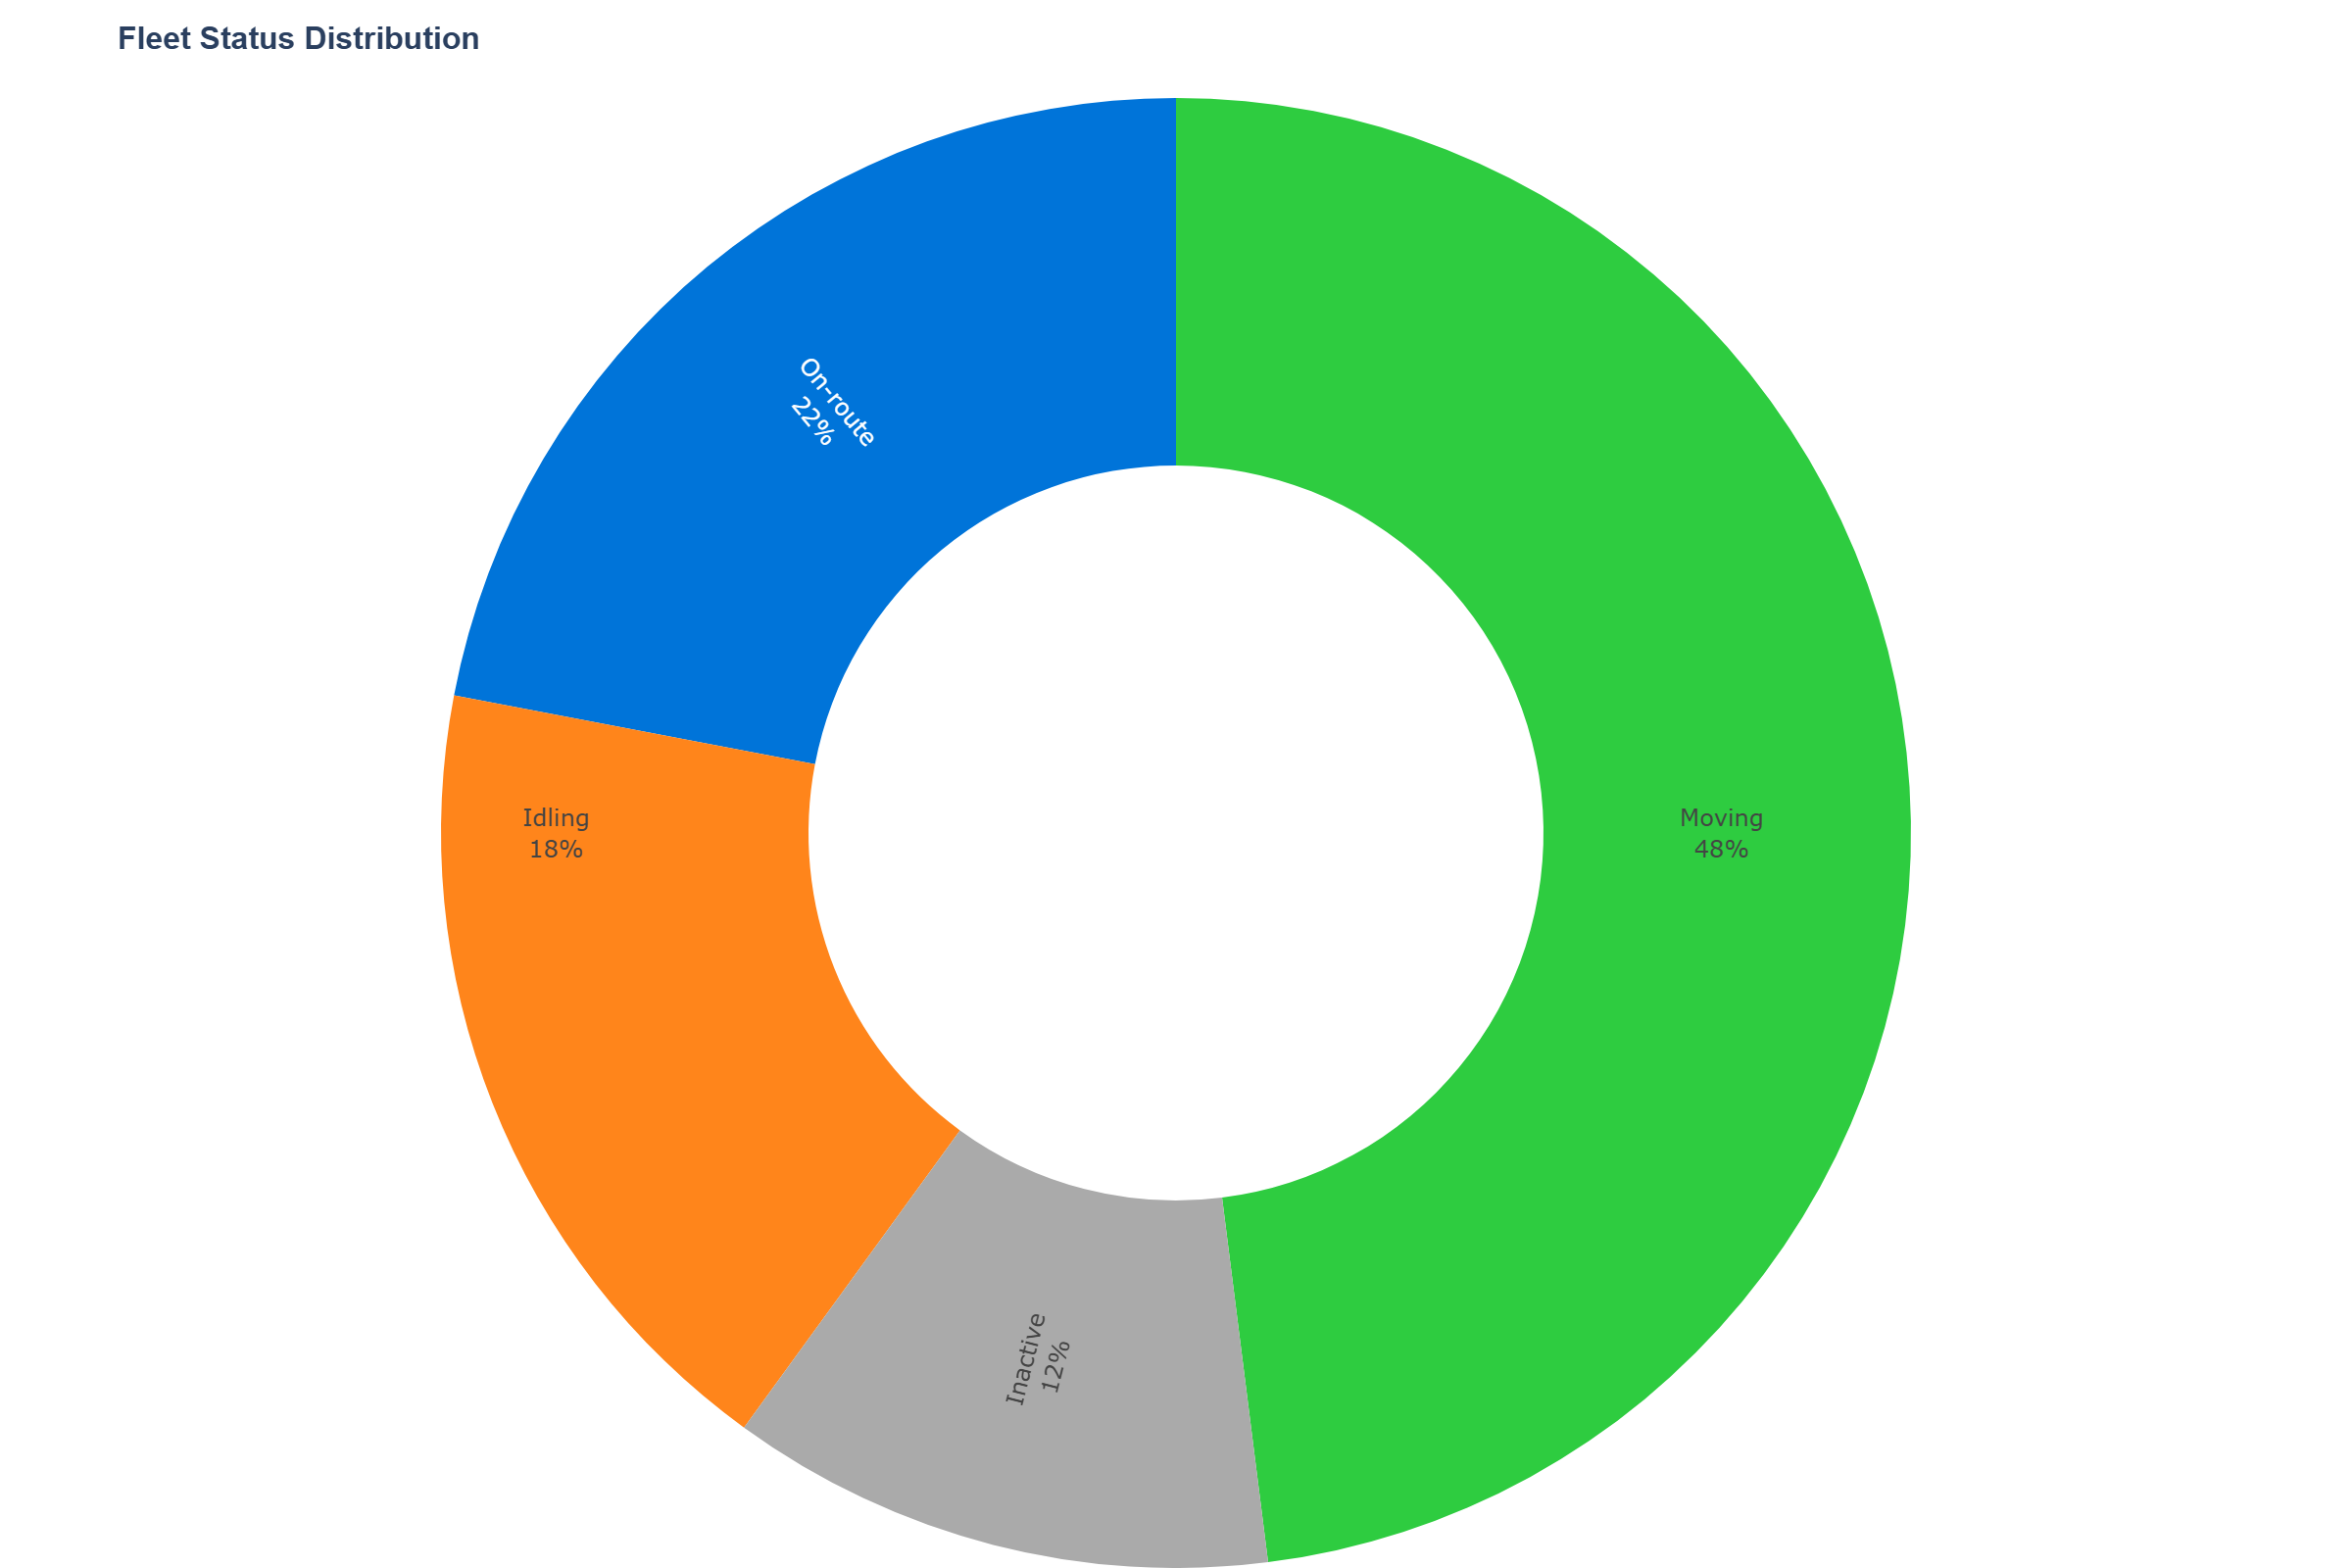 Fleet Status Distribution
On-route
22%
Idling
18%
Moving
48%
Inactive
12%